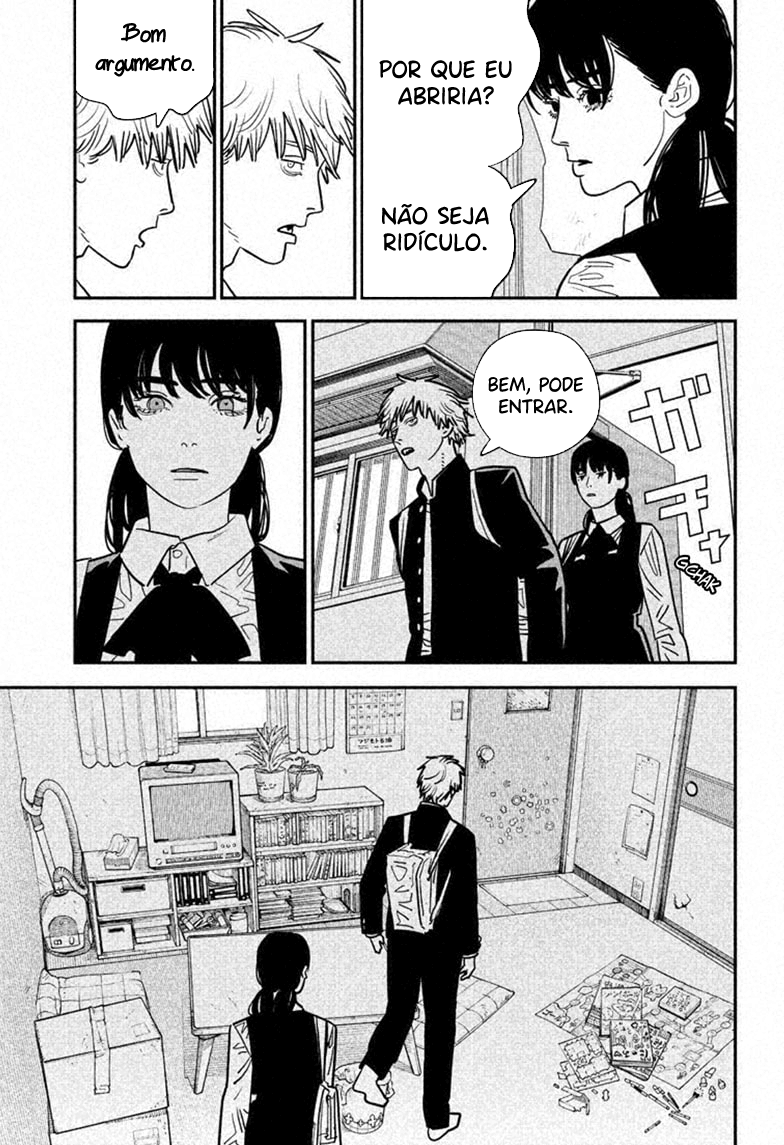 POR QUE EU
ABRIRIA?
NÃO SEJA
RIDÍCULO.
Bom
argumento.
BEM, PODE
ENTRAR.
ガチャ
GCHAK